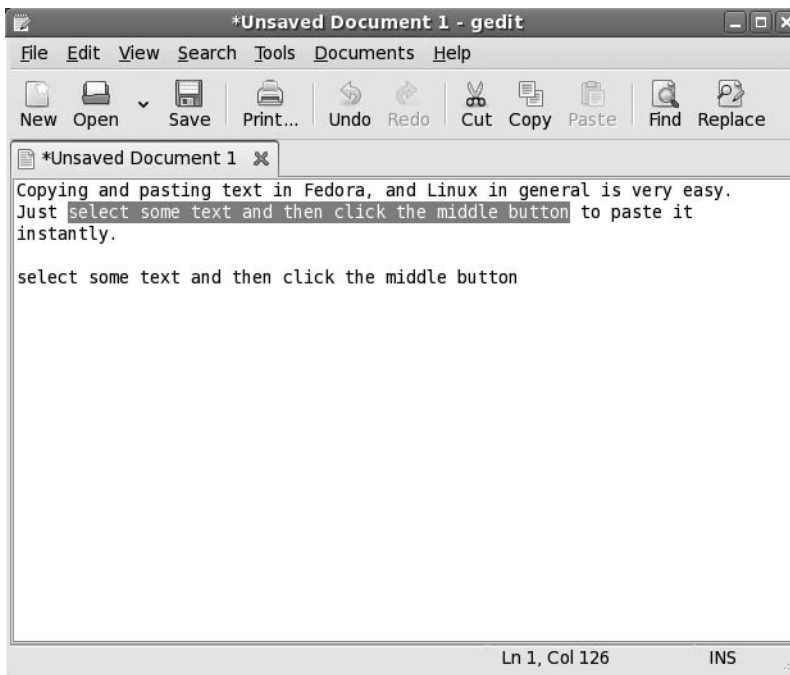 *Unsaved Document 1 - gedit
File Edit View Search Tools Documents Help
New Open Save Print... Undo Redo Cut Copy Paste Find Replace
*Unsaved Document 1
Copying and pasting text in Fedora, and Linux in general is very easy.
Just select some text and then click the middle button to paste it
instantly.
select some text and then click the middle button
Ln 1, Col 126 INS